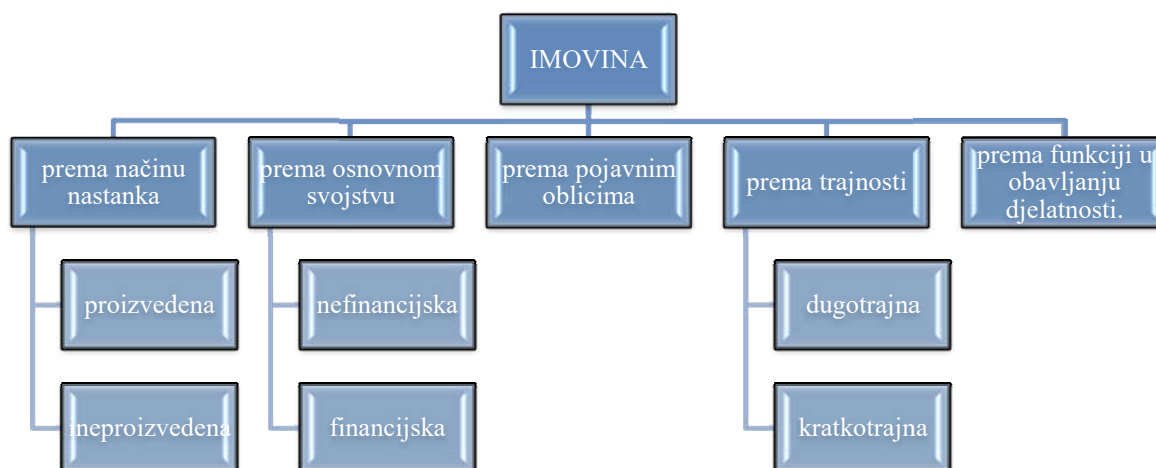 IMOVINA
prema načinu
nastanka
prema osnovnom
svojstvu
prema pojavnim
oblicima
prema trajnosti
prema funkciji u
obavljanju
djelatnosti.
proizvedena
nefinancijska
dugotrajna
ineproizvedena
financijska
kratkotrajna